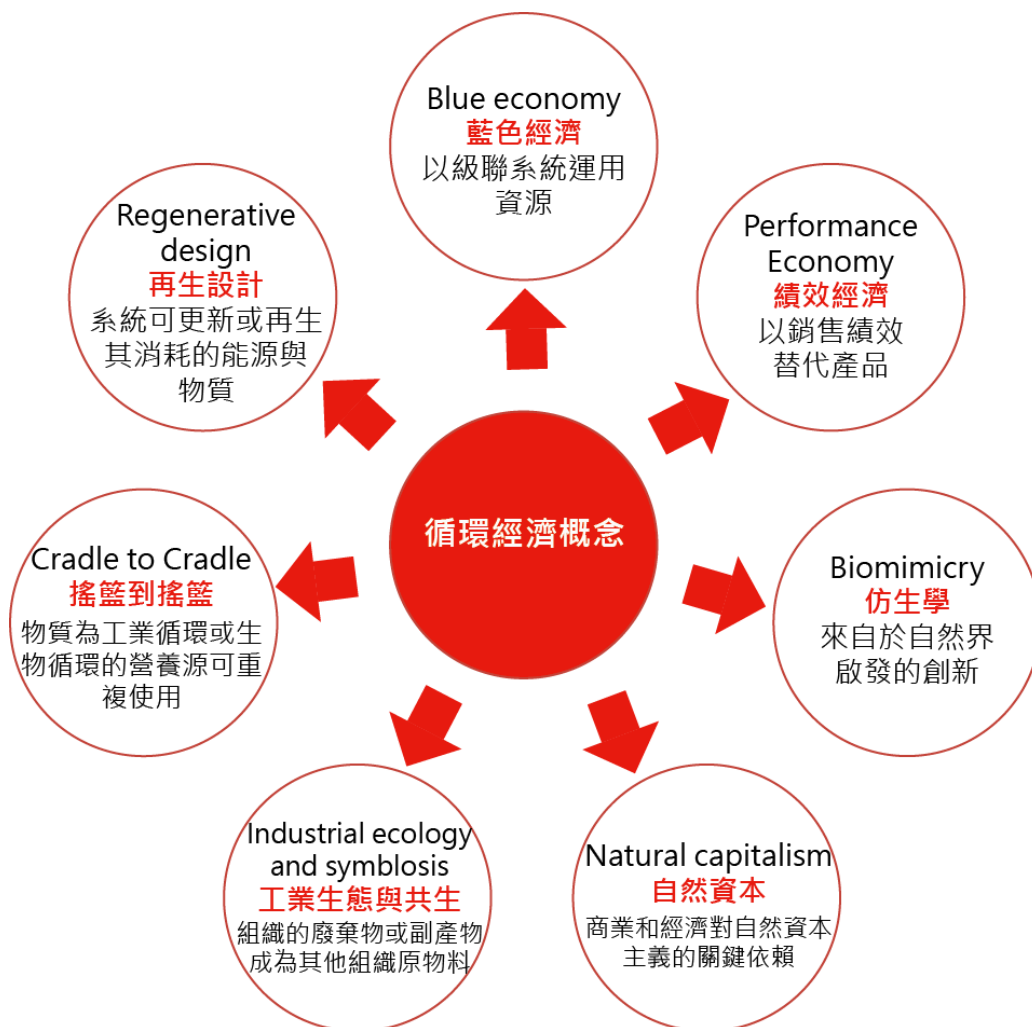 Blue economy
藍色經濟
以級聯系統運用
資源
Performance
Economy
績效經濟
以銷售績效
替代產品
Biomimicry
仿生學
來自於自然界
啟發的創新
Natural capitalism
自然資本
商業和經濟對自然資本
主義的關鍵依賴
Industrial ecology
and symblosis
工業生態與共生
組織的廢棄物或副產物
成為其他組織原物料
Cradle to Cradle
搖籃到搖籃
物質為工業循環或生
物循環的營養源可重
複使用
Regenerative
design
再生設計
系統可更新或再生
其消耗的能源與
物質
循環經濟概念